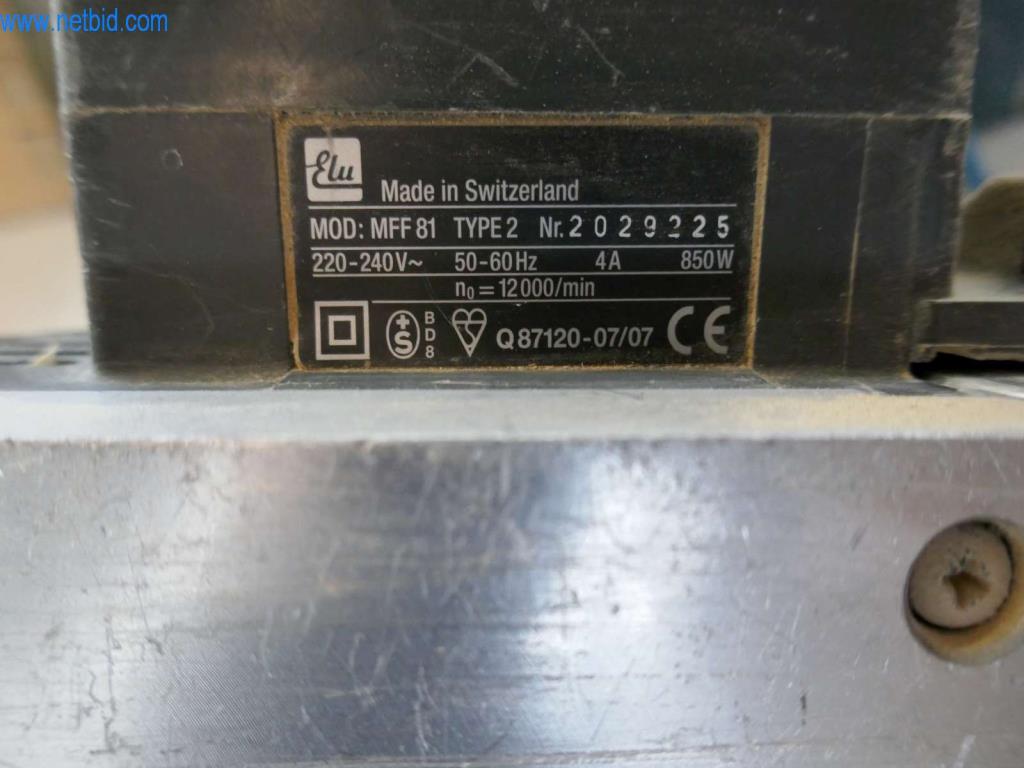 www.netbid.com
Elu
Made in Switzerland
MOD: MFF 81 TYPE 2 Nr. 2029225
220-240V~ 50-60Hz 4A 850W
n₀ = 12000/min
+S BD8 Q87120-07/07 CE